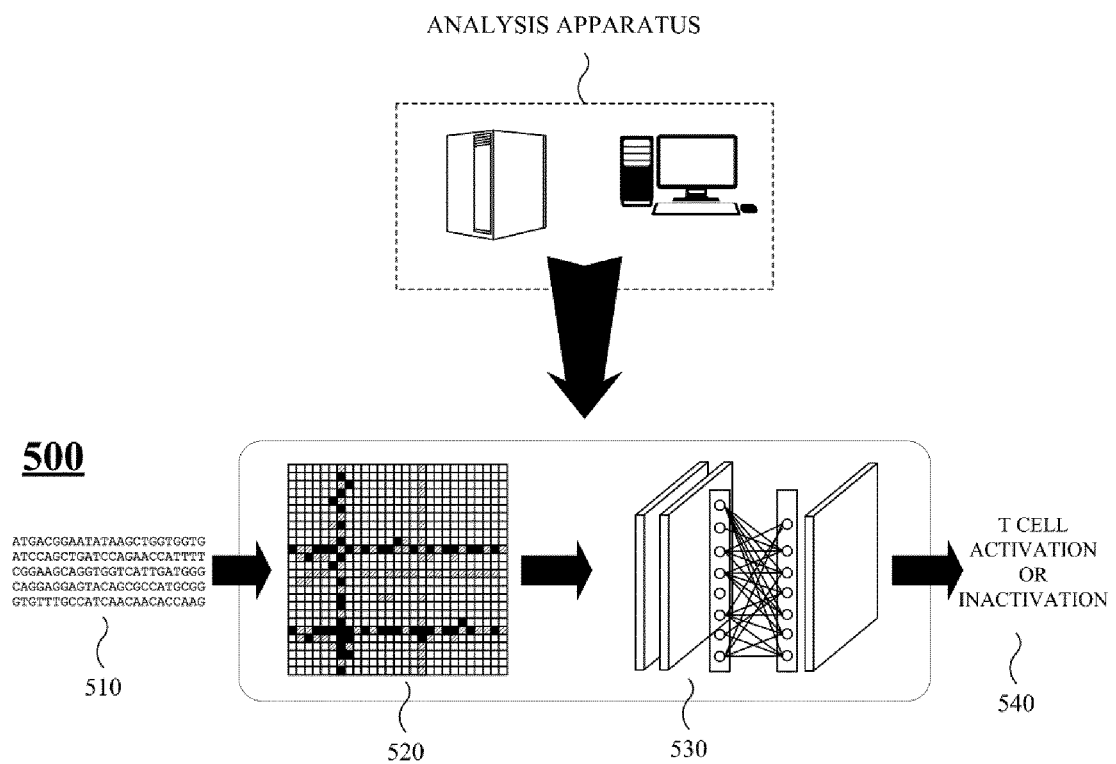 ANALYSIS APPARATUS
500
ATGACGGAATATAAGCTGGTGGTG
ATCCAGCTGATCCAGAACCATTTT
CGGAAGCAGGTGGTCATTGATGGG
CAGGAGGAGTACAGCGCCATGCGG
GTGTTTGCCATCAACAACACCAAG
T CELL
ACTIVATION
OR
INACTIVATION
510
520
530
540